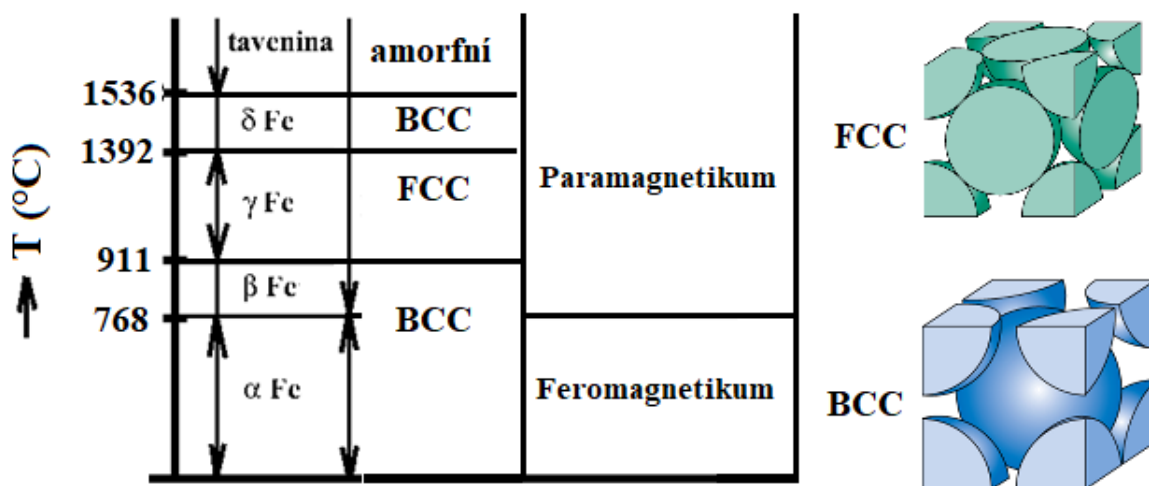 tavenina
amorfní
1536
δ Fe
BCC
1392
FCC
γ Fe
FCC
Paramagnetikum
T (°C)
911
β Fe
768
BCC
α Fe
Feromagnetikum
BCC